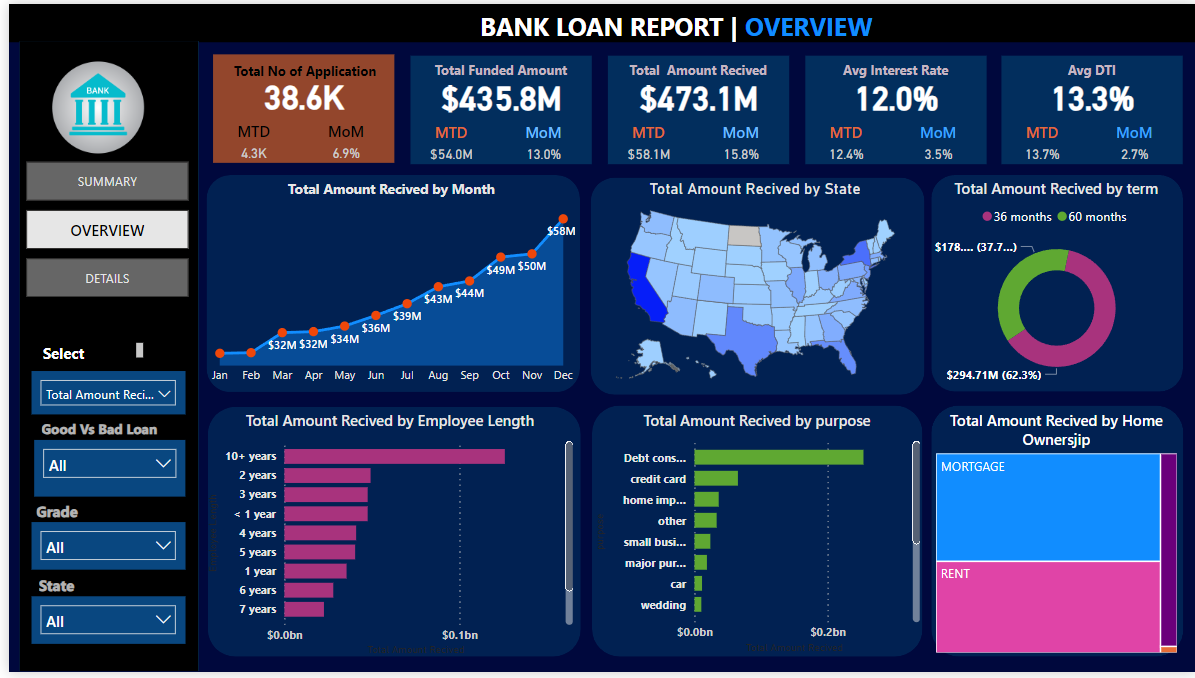 BANK LOAN REPORT | OVERVIEW
BANK
SUMMARY
OVERVIEW
DETAILS
Select
Total Amount Reci...
Good Vs Bad Loan
All
Grade
All
State
All
Total No of Application
38.6K
MTD MoM
4.3K 6.9%
Total Funded Amount
$435.8M
MTD MoM
$54.0M 13.0%
Total Amount Recived
$473.1M
MTD MoM
$58.1M 15.8%
Avg Interest Rate
12.0%
MTD MoM
12.4% 3.5%
Avg DTI
13.3%
MTD MoM
13.7% 2.7%
Total Amount Recived by Month
$32M $32M $34M $36M $39M $43M $44M $49M $50M $58M
Jan Feb Mar Apr May Jun Jul Aug Sep Oct Nov Dec
Total Amount Recived by State
Total Amount Recived by term
36 months 60 months
$178.... (37.7...)
$294.71M (62.3%)
Total Amount Recived by Employee Length
10+ years
2 years
3 years
< 1 year
4 years
5 years
1 year
6 years
7 years
$0.0bn $0.1bn
Total Amount Recived
Total Amount Recived by purpose
Debt cons...
credit card
home imp...
other
small busi...
major pur...
car
wedding
$0.0bn $0.2bn
Total Amount Recived
Total Amount Recived by Home
Ownersjip
MORTGAGE
RENT